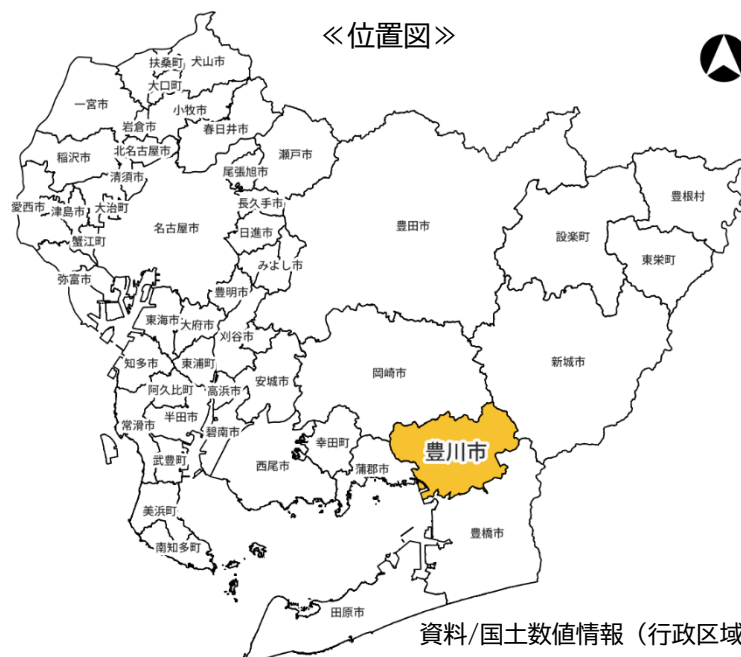 ≪位置図≫
扶桑町
犬山市
大口町
一宮市
小牧市
岩倉市
春日井市
北名古屋市
稲沢市
瀬戸市
清須市
尾張旭市
豊根村
愛西市
津島市
大治町
長久手市
名古屋市
豊田市
設楽町
日進市
蟹江町
東栄町
みよし市
弥富市
豊明市
東海市
大府市
刈谷市
知多市
東浦町
新城市
岡崎市
安城市
阿久比町
高浜市
半田市
常滑市
碧南市
幸田町
豊川市
武豊町
西尾市
蒲郡市
美浜町
豊橋市
南知多町
田原市
資料/国土数値情報（行政区域